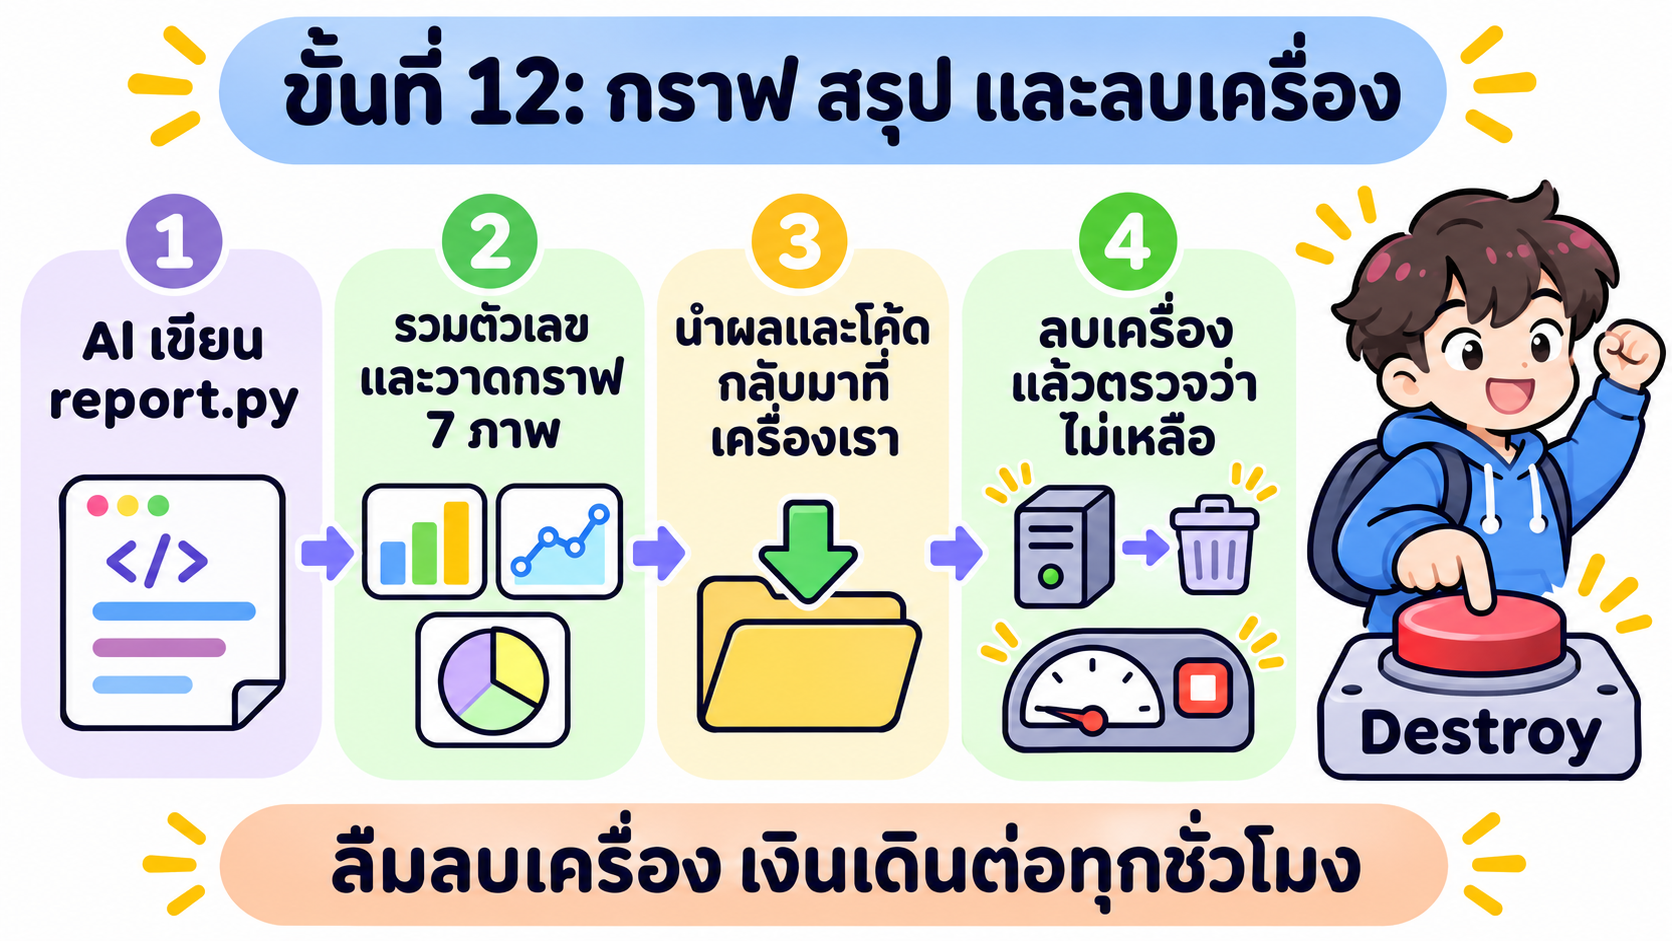 ขั้นที่ 12: กราฟ สรุป และลบเครื่อง
1
AI เขียน
report.py
</>
2
รวมตัวเลข
และวาดกราฟ
7 ภาพ
3
นำผลและโค้ด
กลับมาที่
เครื่องเรา
4
ลบเครื่อง
แล้วตรวจว่า
ไม่เหลือ
Destroy
ลืมลบเครื่อง เงินเดินต่อทุกชั่วโมง